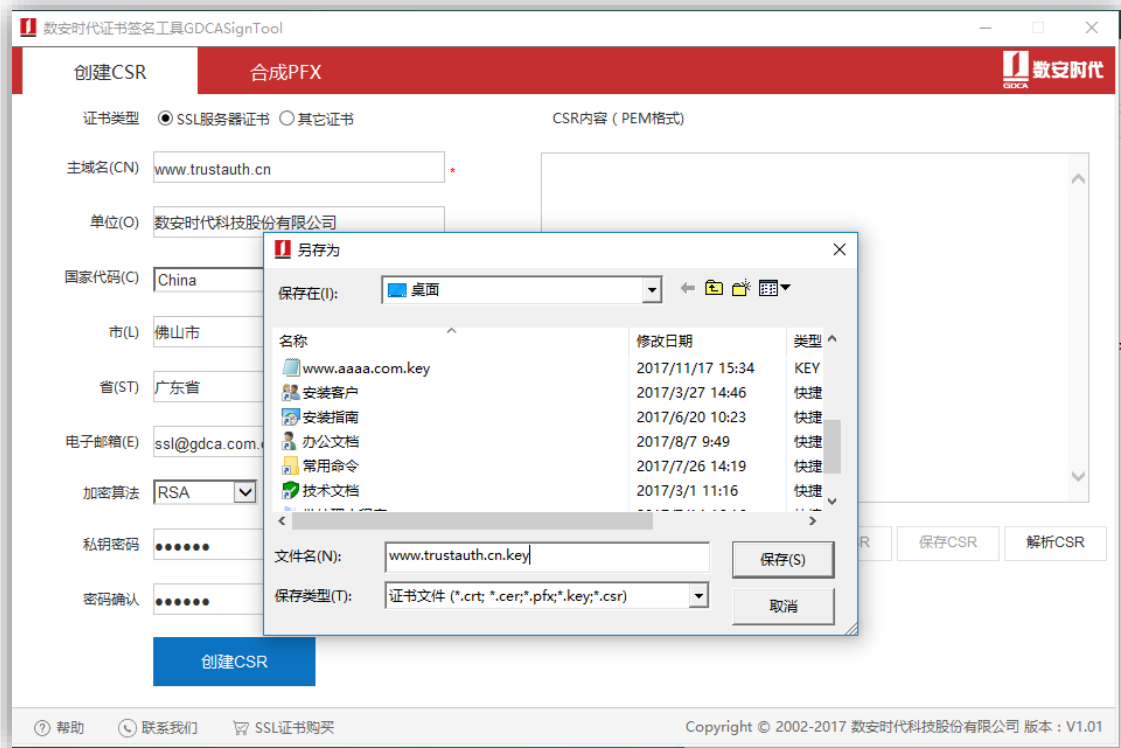 数安时代证书签名工具GDCASignTool
创建CSR 合成PFX GDCA 数安时代
证书类型 SSL服务器证书 其它证书 CSR内容 ( PEM格式)
主域名(CN) www.trustauth.cn *
单位(O) 数安时代科技股份有限公司
国家代码(C) China
市(L) 佛山市
省(ST) 广东省
电子邮箱(E) ssl@gdca.com.
加密算法 RSA
私钥密码 ●●●●●●
密码确认 ●●●●●●
创建CSR
另存为
保存在(I): 桌面
名称 修改日期 类型
www.aaaa.com.key 2017/11/17 15:34 KEY
安装客户 2017/3/27 14:46 快捷
安装指南 2017/6/20 10:23 快捷
办公文档 2017/8/7 9:49 快捷
常用命令 2017/7/26 14:19 快捷
技术文档 2017/3/1 11:16 快捷
文件名(N): www.trustauth.cn.key 保存(S)
保存类型(T): 证书文件 (*.crt; *.cer;*.pfx;*.key;*.csr) 取消
R 保存CSR 解析CSR
帮助 联系我们 SSL证书购买 Copyright © 2002-2017 数安时代科技股份有限公司 版本：V1.01